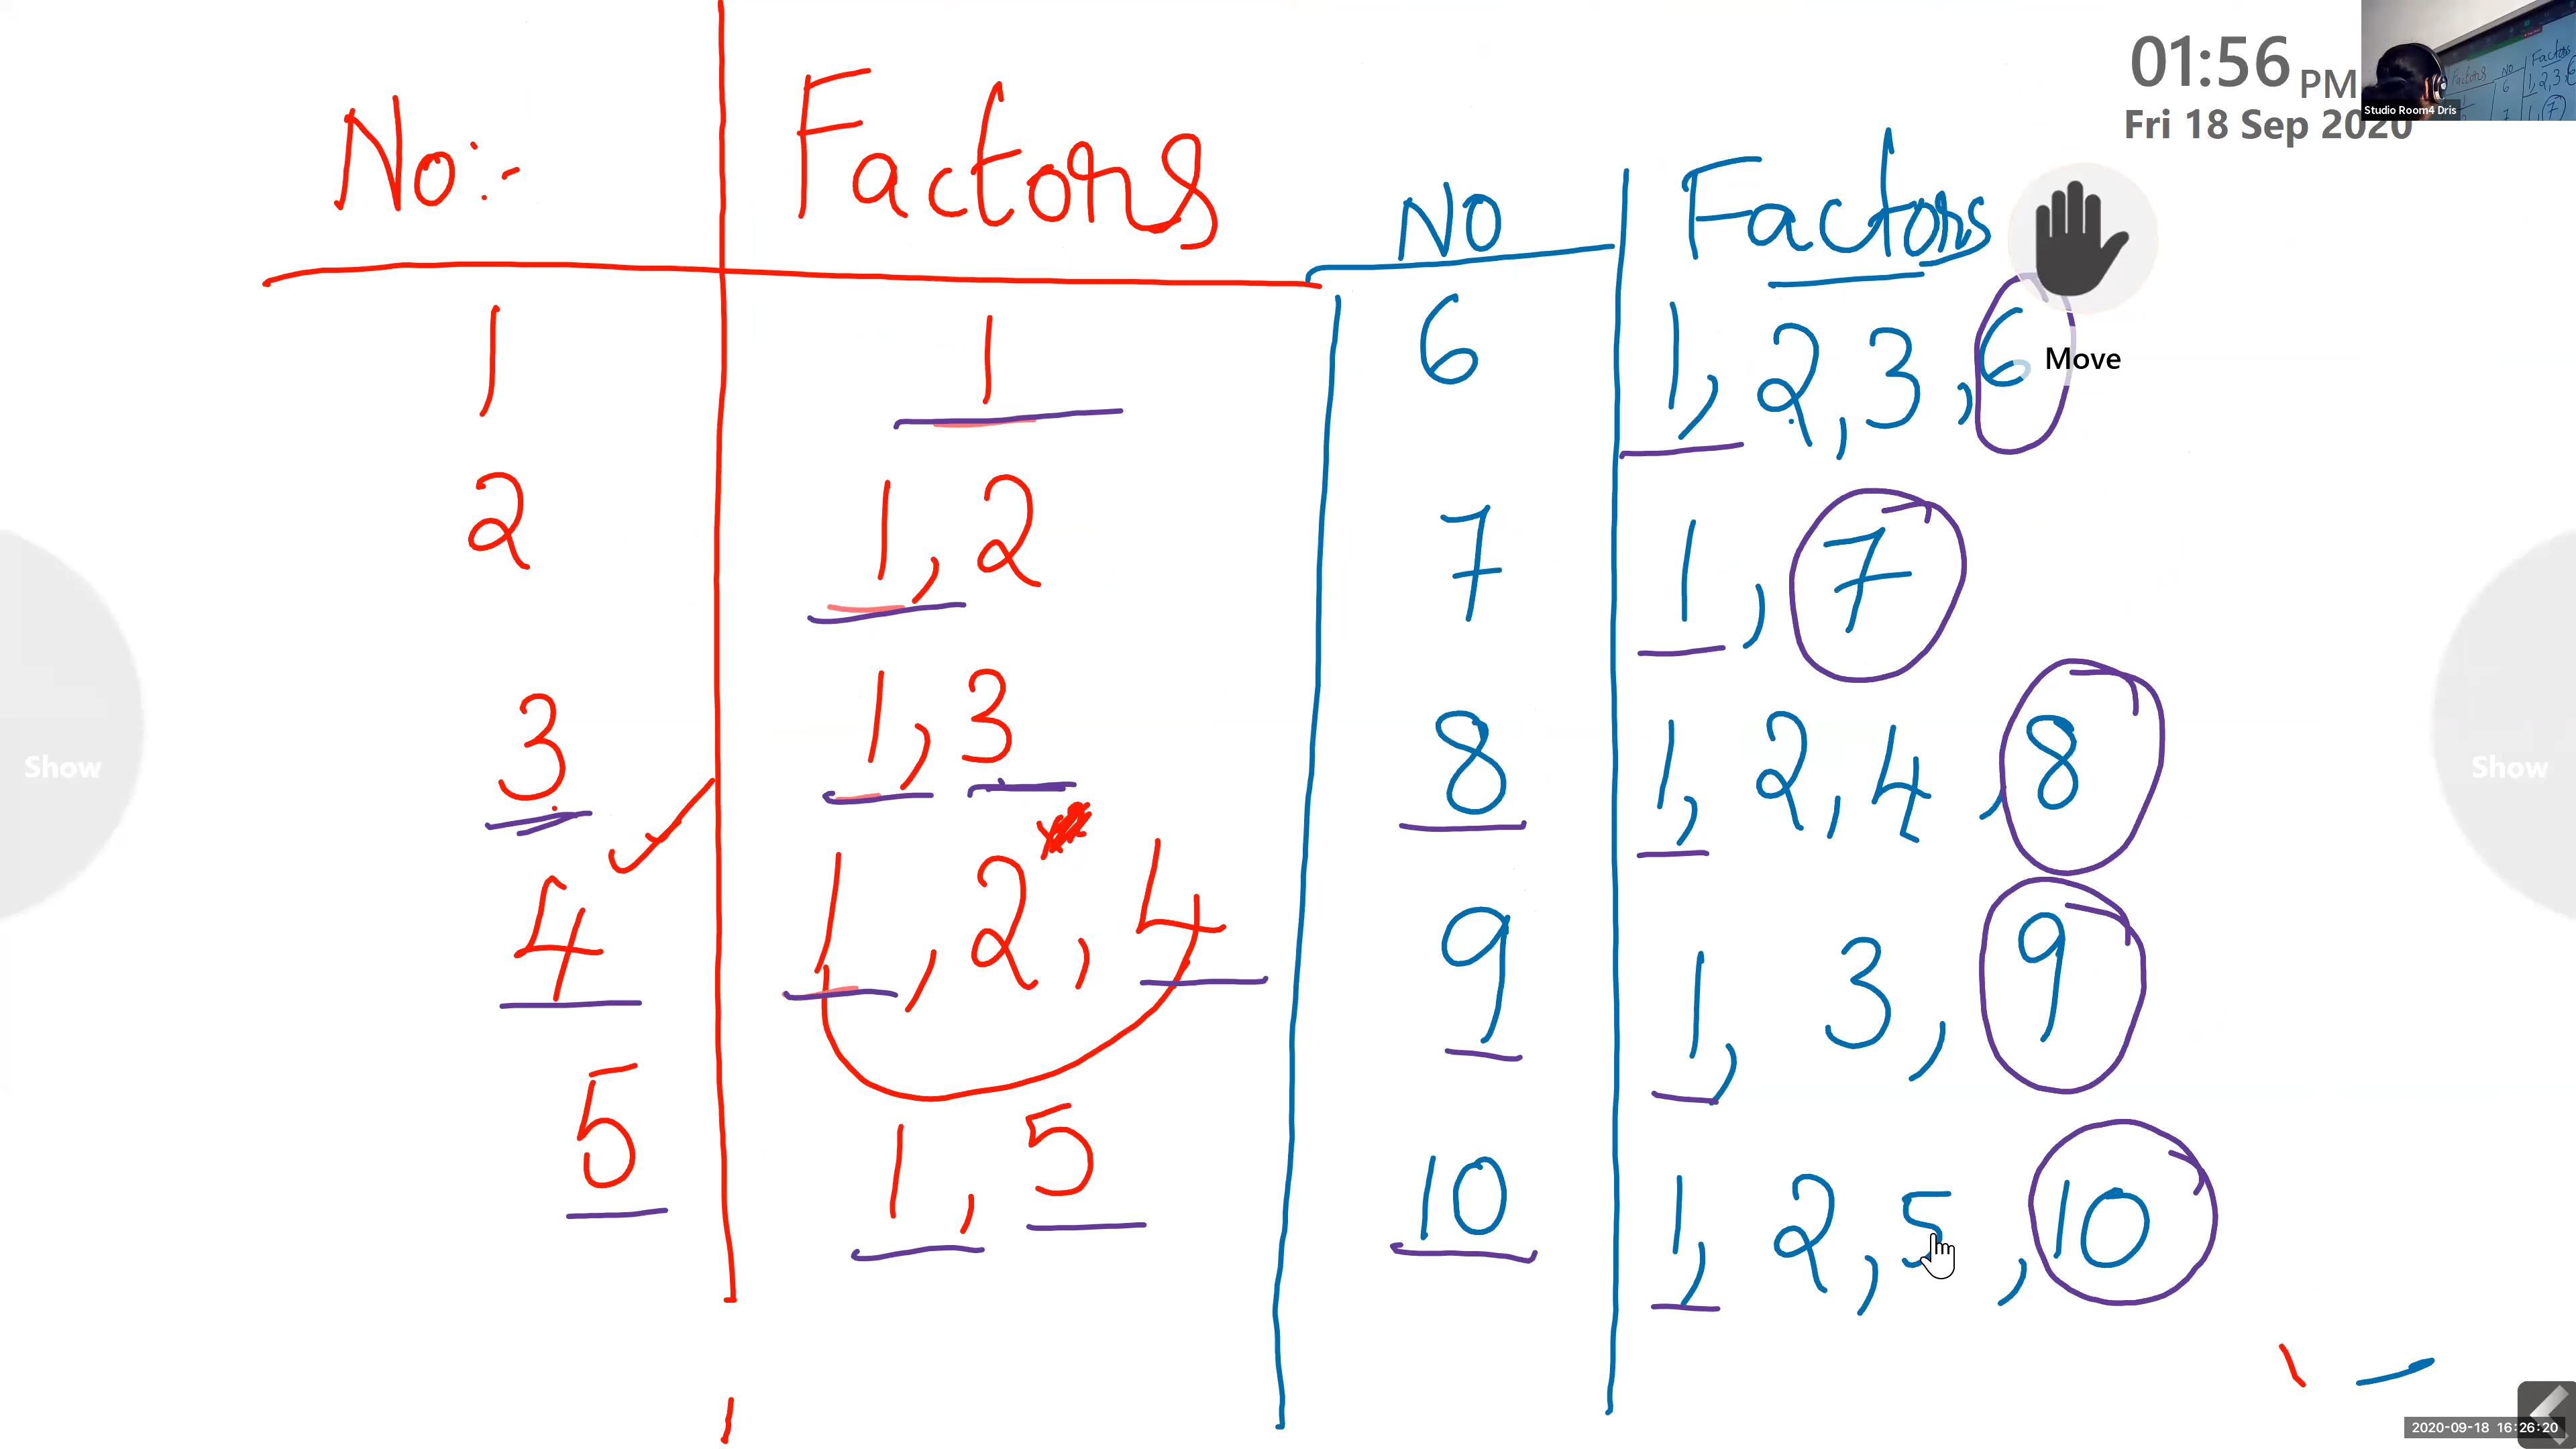 01:56 PM
Fri 18 Sep 2020
Studio Room4 Dris
No:- Factors
1 1
2 1, 2
3 1, 3
4 1, 2, 4
5 1, 5
NO Factors
6 1, 2, 3, 6
7 1, 7
8 1, 2, 4, 8
9 1, 3, 9
10 1, 2, 5, 10
Move
Show
Show
2020-09-18 16:26:20